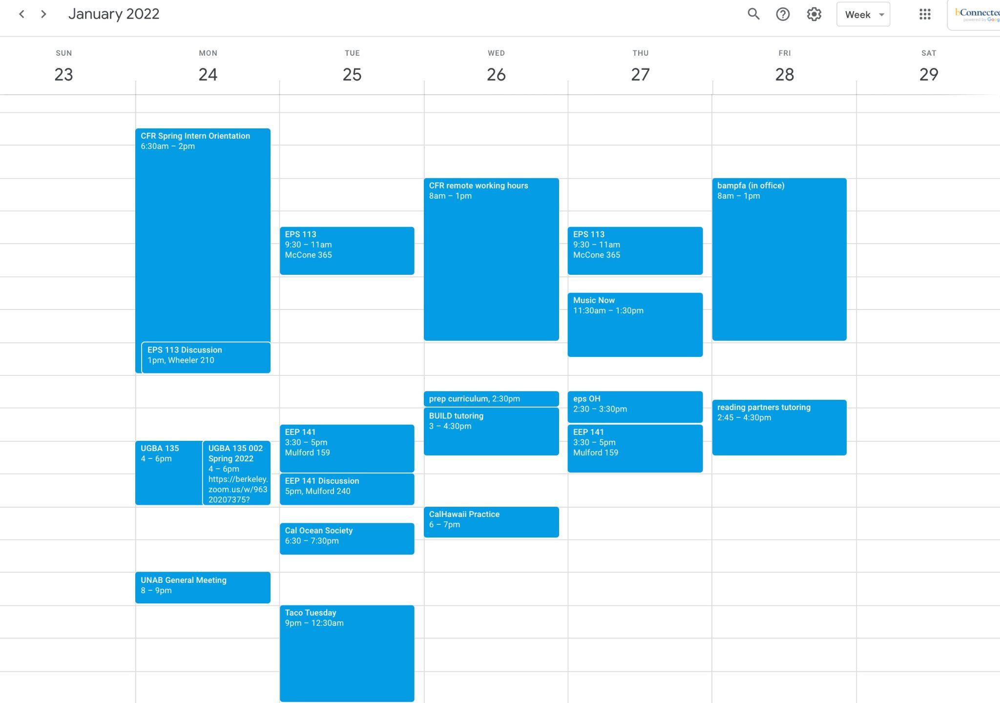 January 2022
Week
bConnected
powered by Goog
SUN
MON
TUE
WED
THU
FRI
SAT
23
24
25
26
27
28
29
CFR Spring Intern Orientation
6:30am – 2pm
EPS 113 Discussion
1pm, Wheeler 210
UGBA 135
4 – 6pm
UGBA 135 002
Spring 2022
4 – 6pm
https://berkeley.
zoom.us/w/963
20207375?
UNAB General Meeting
8 – 9pm
EPS 113
9:30 – 11am
McCone 365
EEP 141
3:30 – 5pm
Mulford 159
EEP 141 Discussion
5pm, Mulford 240
Cal Ocean Society
6:30 – 7:30pm
Taco Tuesday
9pm – 12:30am
CFR remote working hours
8am – 1pm
prep curriculum, 2:30pm
BUILD tutoring
3 – 4:30pm
CalHawaii Practice
6 – 7pm
EPS 113
9:30 – 11am
McCone 365
Music Now
11:30am – 1:30pm
eps OH
2:30 – 3:30pm
EEP 141
3:30 – 5pm
Mulford 159
bampfa (in office)
8am – 1pm
reading partners tutoring
2:45 – 4:30pm